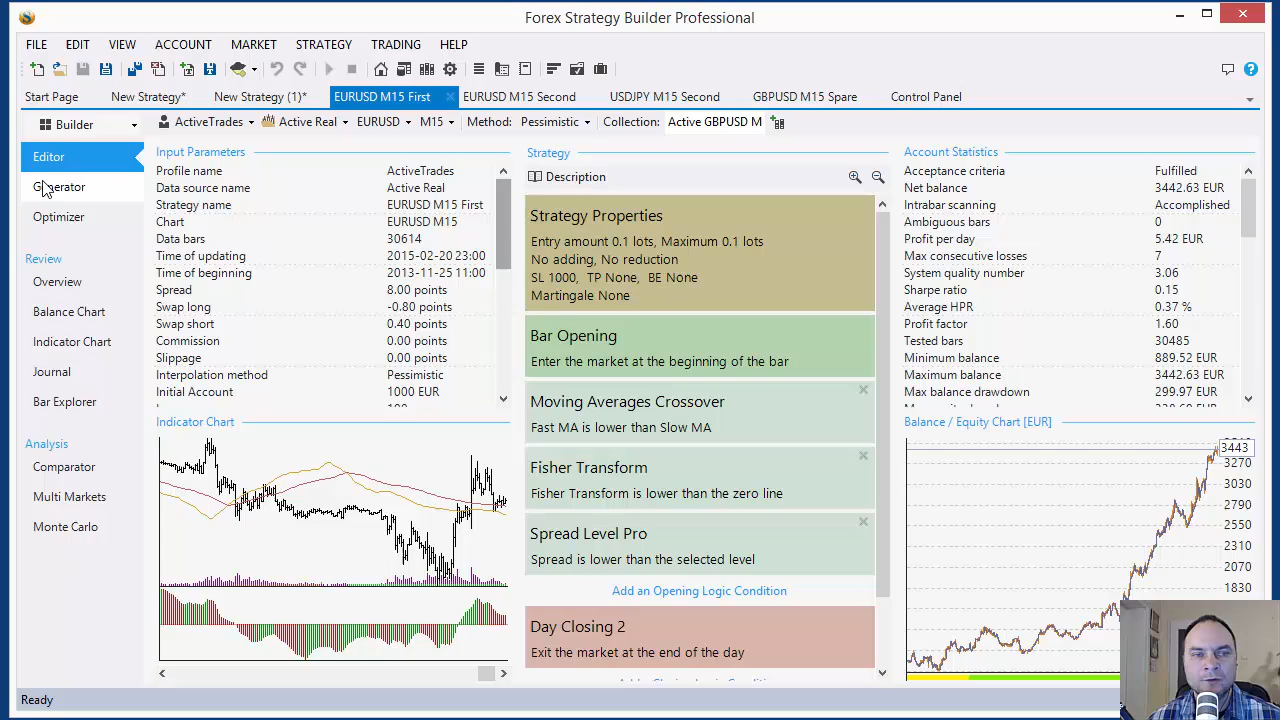 Forex Strategy Builder Professional
FILE EDIT VIEW ACCOUNT MARKET STRATEGY TRADING HELP
Start Page New Strategy* New Strategy (1)* EURUSD M15 First EURUSD M15 Second USDJPY M15 Second GBPUSD M15 Spare Control Panel
Builder ActiveTrades Active Real EURUSD M15 Method: Pessimistic Collection: Active GBPUSD M
Editor
Generator
Optimizer
Review
Overview
Balance Chart
Indicator Chart
Journal
Bar Explorer
Analysis
Comparator
Multi Markets
Monte Carlo
Input Parameters
Profile name ActiveTrades
Data source name Active Real
Strategy name EURUSD M15 First
Chart EURUSD M15
Data bars 30614
Time of updating 2015-02-20 23:00
Time of beginning 2013-11-25 11:00
Spread 8.00 points
Swap long -0.80 points
Swap short 0.40 points
Commission 0.00 points
Slippage 0.00 points
Interpolation method Pessimistic
Initial Account 1000 EUR
Indicator Chart
Strategy
Description
Strategy Properties
Entry amount 0.1 lots, Maximum 0.1 lots
No adding, No reduction
SL 1000, TP None, BE None
Martingale None
Bar Opening
Enter the market at the beginning of the bar
Moving Averages Crossover
Fast MA is lower than Slow MA
Fisher Transform
Fisher Transform is lower than the zero line
Spread Level Pro
Spread is lower than the selected level
Add an Opening Logic Condition
Day Closing 2
Exit the market at the end of the day
Account Statistics
Acceptance criteria Fulfilled
Net balance 3442.63 EUR
Intrabar scanning Accomplished
Ambiguous bars 0
Profit per day 5.42 EUR
Max consecutive losses 7
System quality number 3.06
Sharpe ratio 0.15
Average HPR 0.37 %
Profit factor 1.60
Tested bars 30485
Minimum balance 889.52 EUR
Maximum balance 3442.63 EUR
Max balance drawdown 299.97 EUR
Balance / Equity Chart [EUR]
3443
3270
3030
2790
2550
2310
2070
1830
Ready